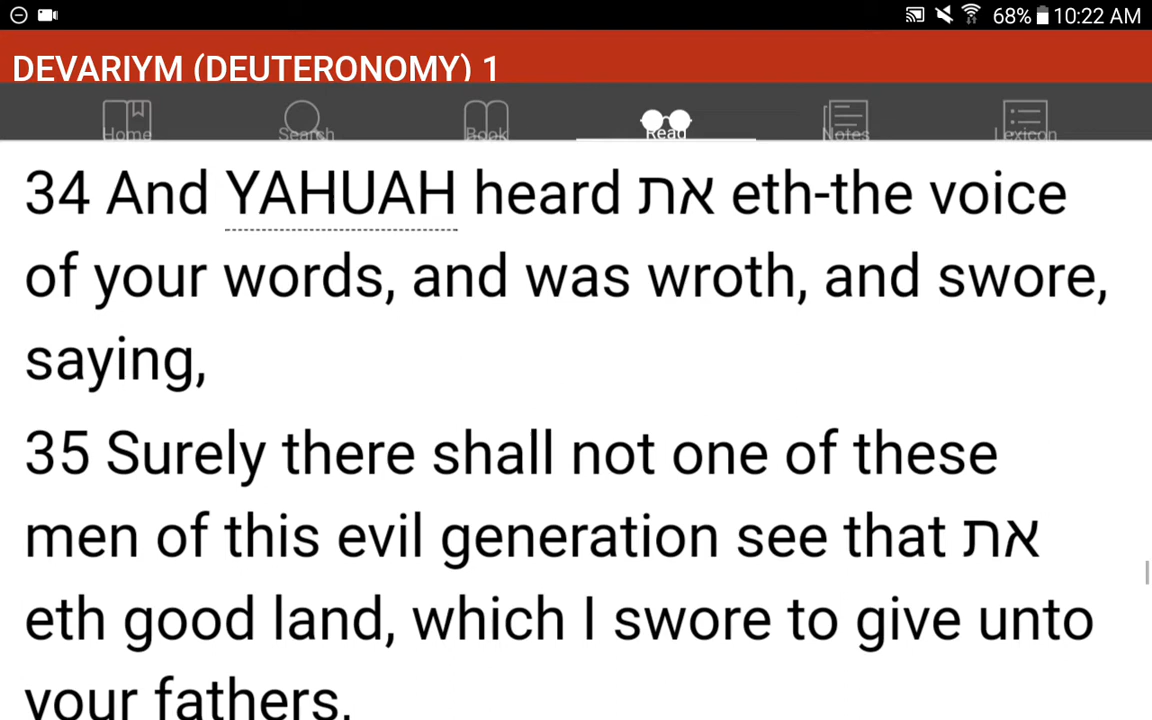 68% 10:22 AM
DEVARIYM (DEUTERONOMY) 1
Home Search Book Read Notes Lexicon
34 And YAHUAH heard את eth-the voice
of your words, and was wroth, and swore,
saying,
35 Surely there shall not one of these
men of this evil generation see that את
eth good land, which I swore to give unto
your fathers.